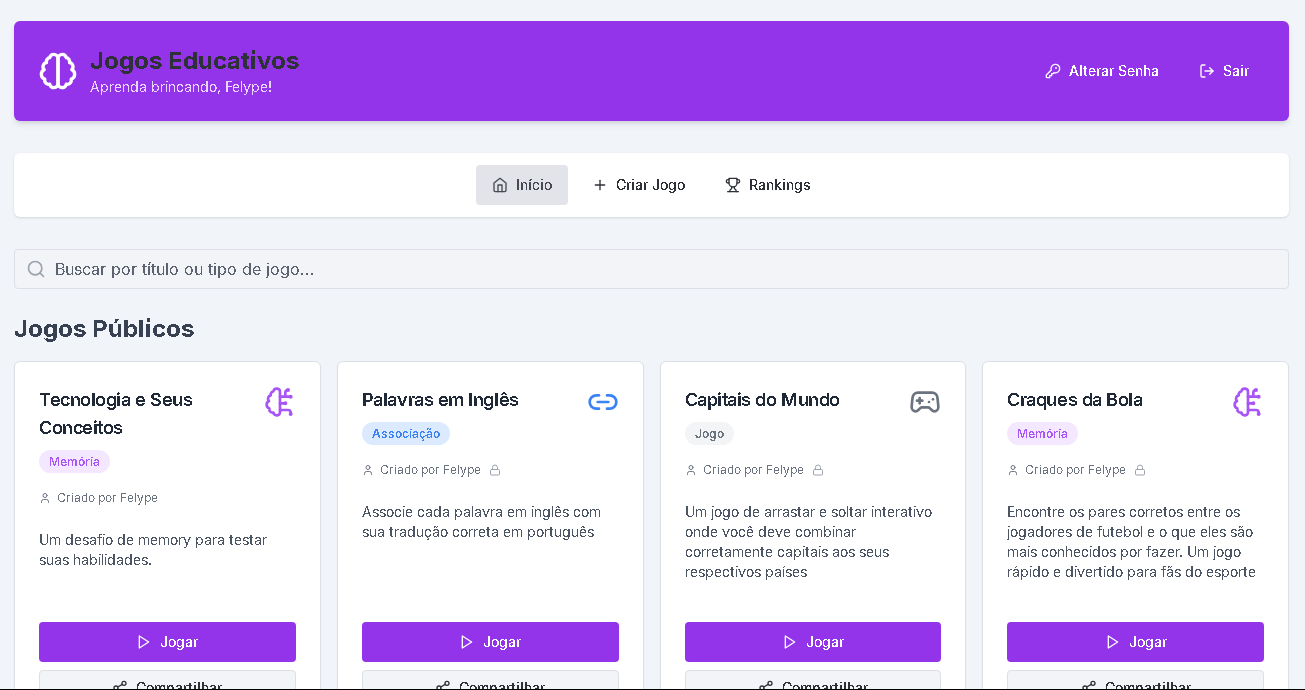 Jogos Educativos
Aprenda brincando, Felype!
Alterar Senha
Sair
Início
Criar Jogo
Rankings
Buscar por título ou tipo de jogo...
Jogos Públicos
Tecnologia e Seus
Conceitos
Memória
Criado por Felype
Um desafio de memory para testar
suas habilidades.
Jogar
Compartilhar
Palavras em Inglês
Associação
Criado por Felype
Associe cada palavra em inglês com
sua tradução correta em português
Jogar
Compartilhar
Capitais do Mundo
Jogo
Criado por Felype
Um jogo de arrastar e soltar interativo
onde você deve combinar
corretamente capitais aos seus
respectivos países
Jogar
Compartilhar
Craques da Bola
Memória
Criado por Felype
Encontre os pares corretos entre os
jogadores de futebol e o que eles são
mais conhecidos por fazer. Um jogo
rápido e divertido para fãs do esporte
Jogar
Compartilhar